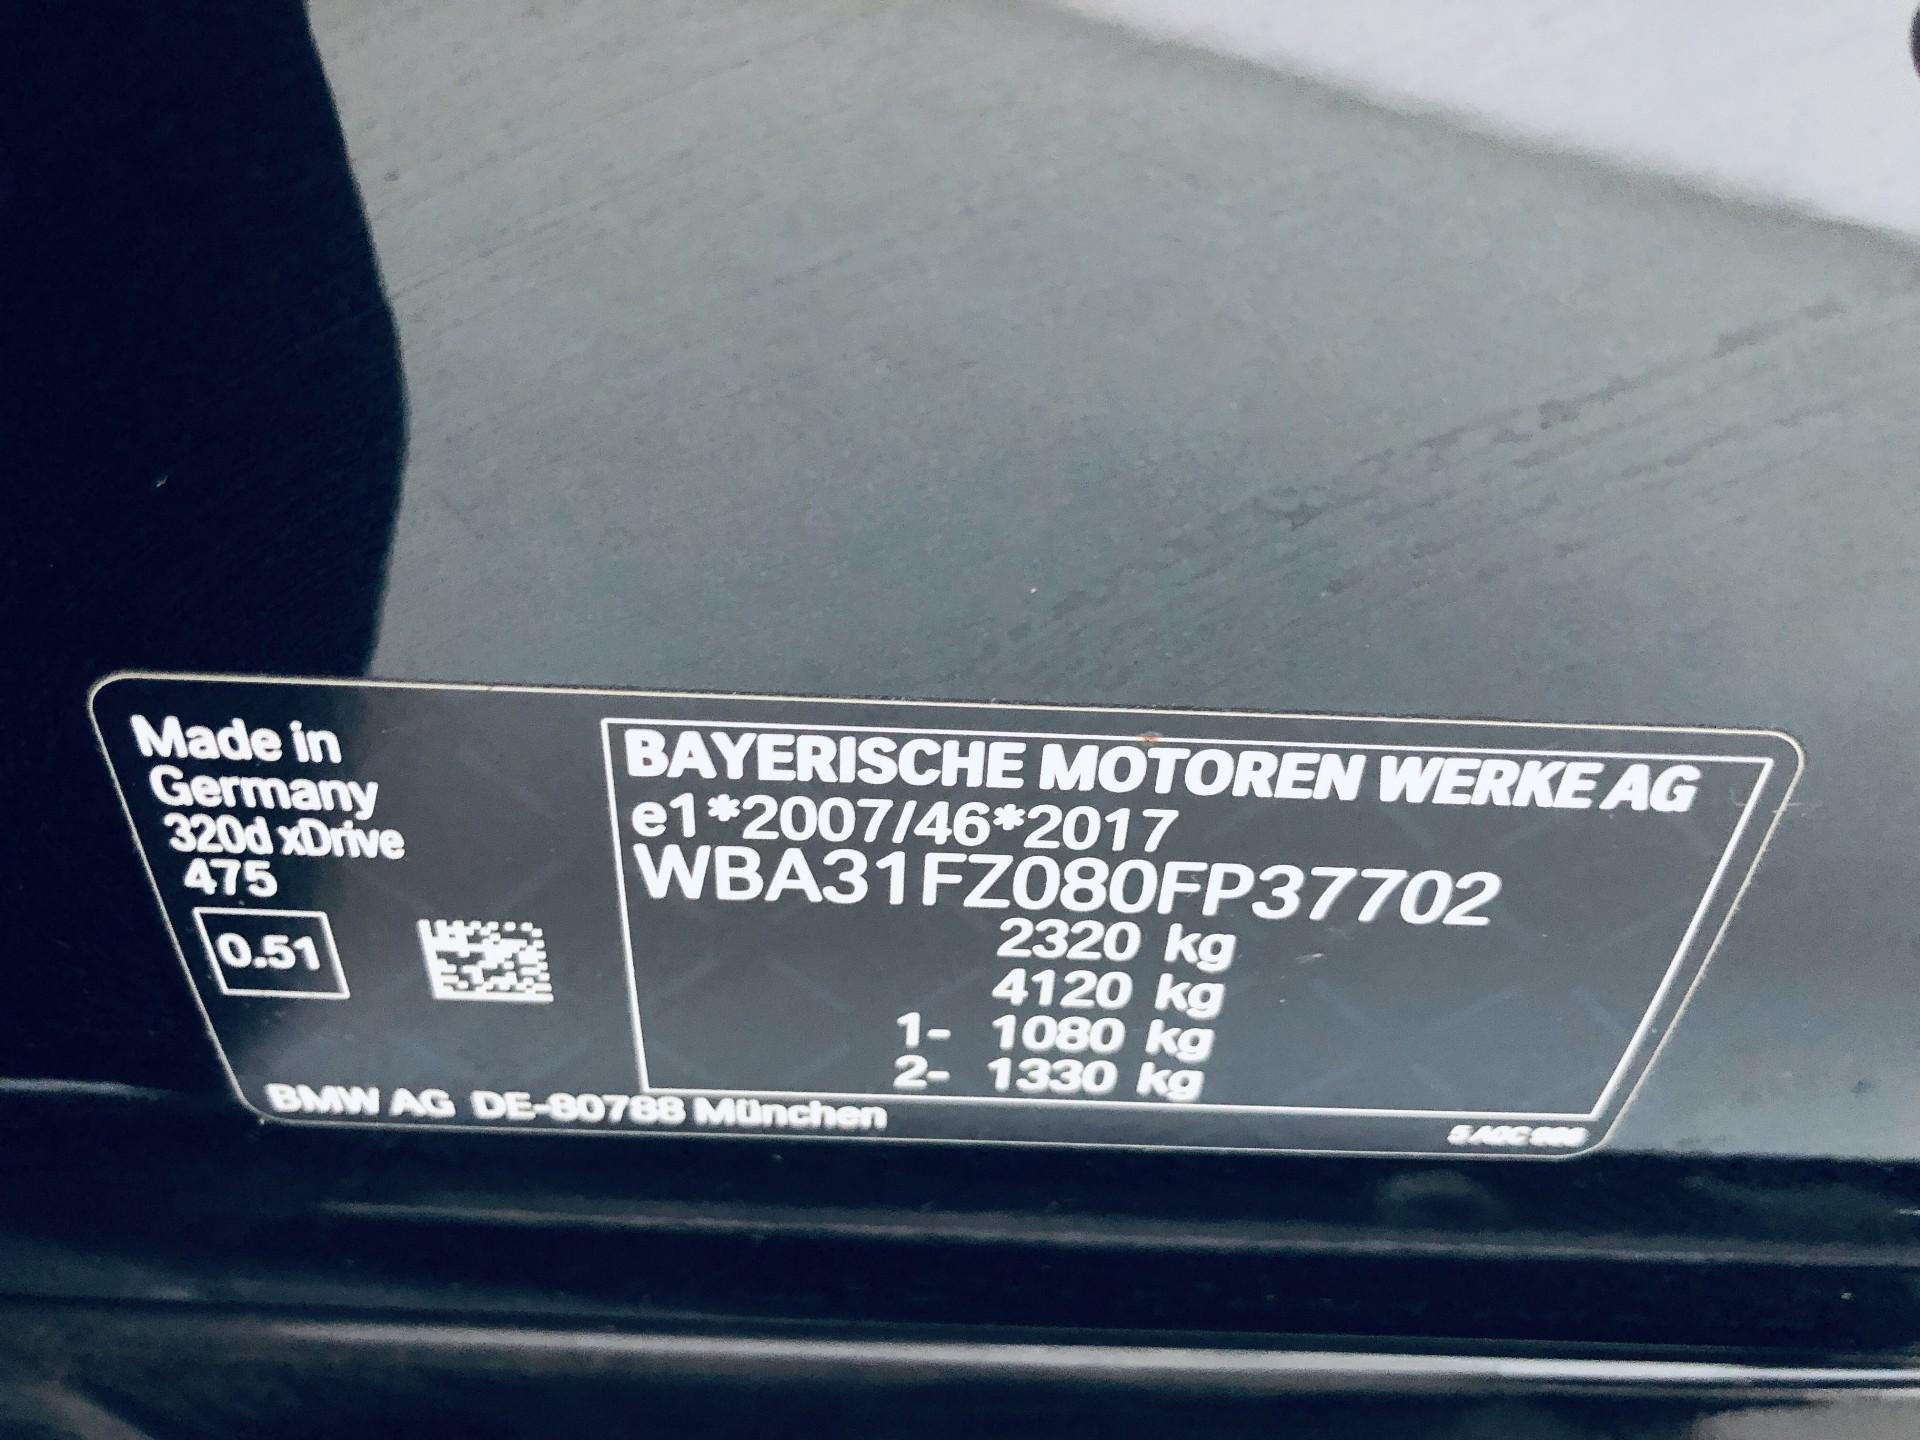 Made in
Germany
320d xDrive
475
0.51
BAYERISCHE MOTOREN WERKE AG
e1*2007/46*2017
WBA31FZ080FP37702
2320 kg
4120 kg
1- 1080 kg
2- 1330 kg
BMW AG DE-80788 München